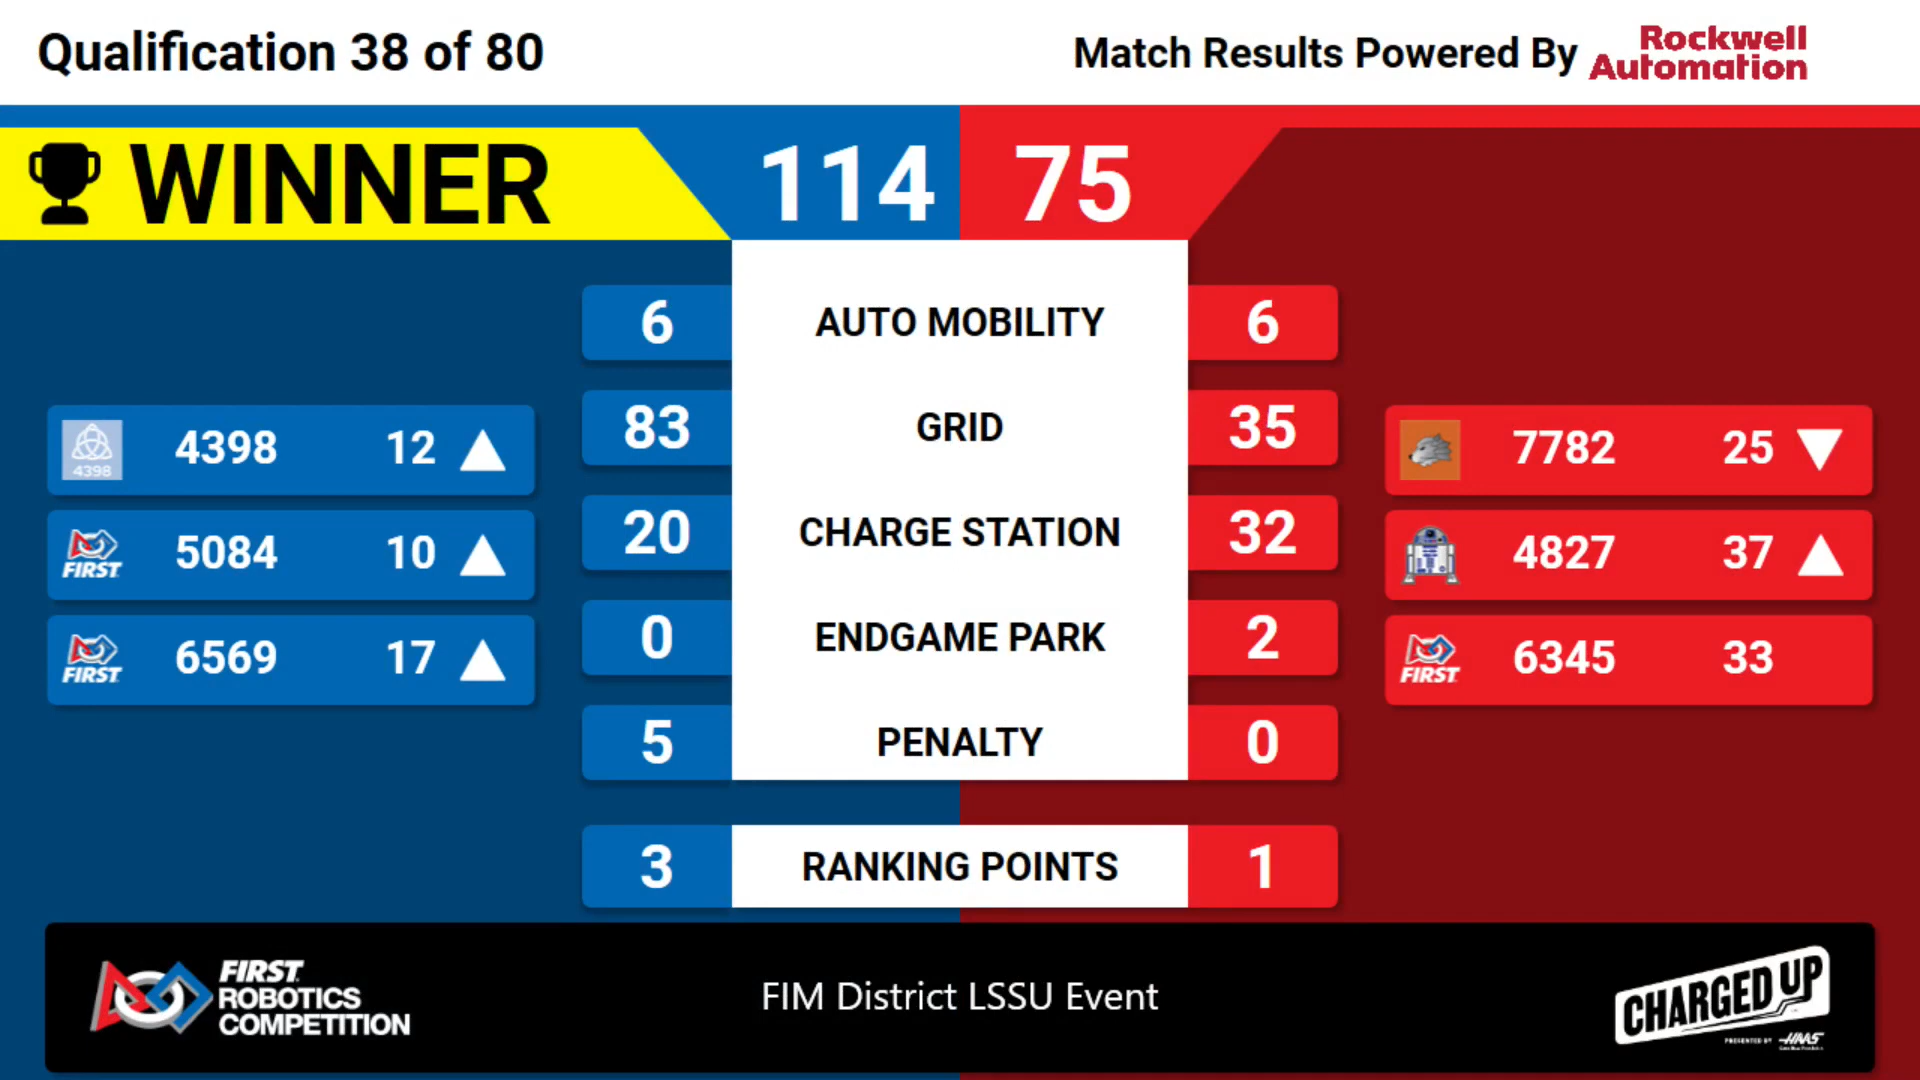 Qualification 38 of 80
Match Results Powered By Rockwell Automation
WINNER 114 75
6 AUTO MOBILITY 6
83 GRID 35
20 CHARGE STATION 32
0 ENDGAME PARK 2
5 PENALTY 0
3 RANKING POINTS 1
4398 4398 12
FIRST 5084 10
FIRST 6569 17
7782 25
4827 37
FIRST 6345 33
FIRST
ROBOTICS
COMPETITION
FIM District LSSU Event
CHARGED UP
PRESENTED BY HAAS